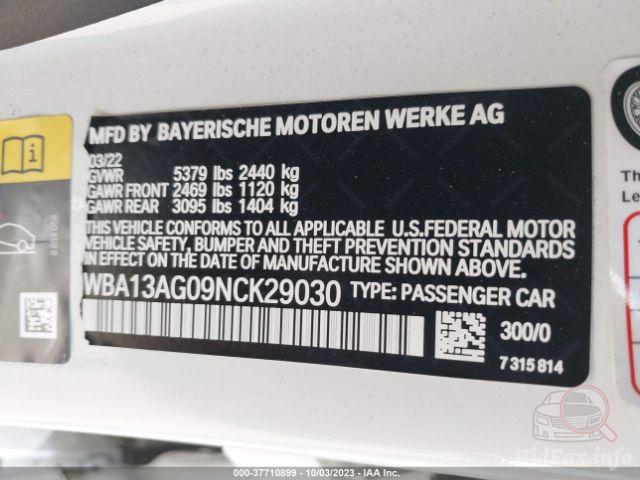 MFD BY BAYERISCHE MOTOREN WERKE AG
03/22
GVWR 5379 lbs 2440 kg
GAWR FRONT 2469 lbs 1120 kg
GAWR REAR 3095 lbs 1404 kg
THIS VEHICLE CONFORMS TO ALL APPLICABLE U.S.FEDERAL MOTOR
VEHICLE SAFETY, BUMPER AND THEFT PREVENTION STANDARDS
IN EFFECT ON THE DATE OF MANUFACTURE SHOWN ABOVE.
WBA13AG09NCK29030 TYPE: PASSENGER CAR
300/0
7 315 814
Th
Le
BidFax.info
000-37710899 - 10/03/2023 - IAA Inc.